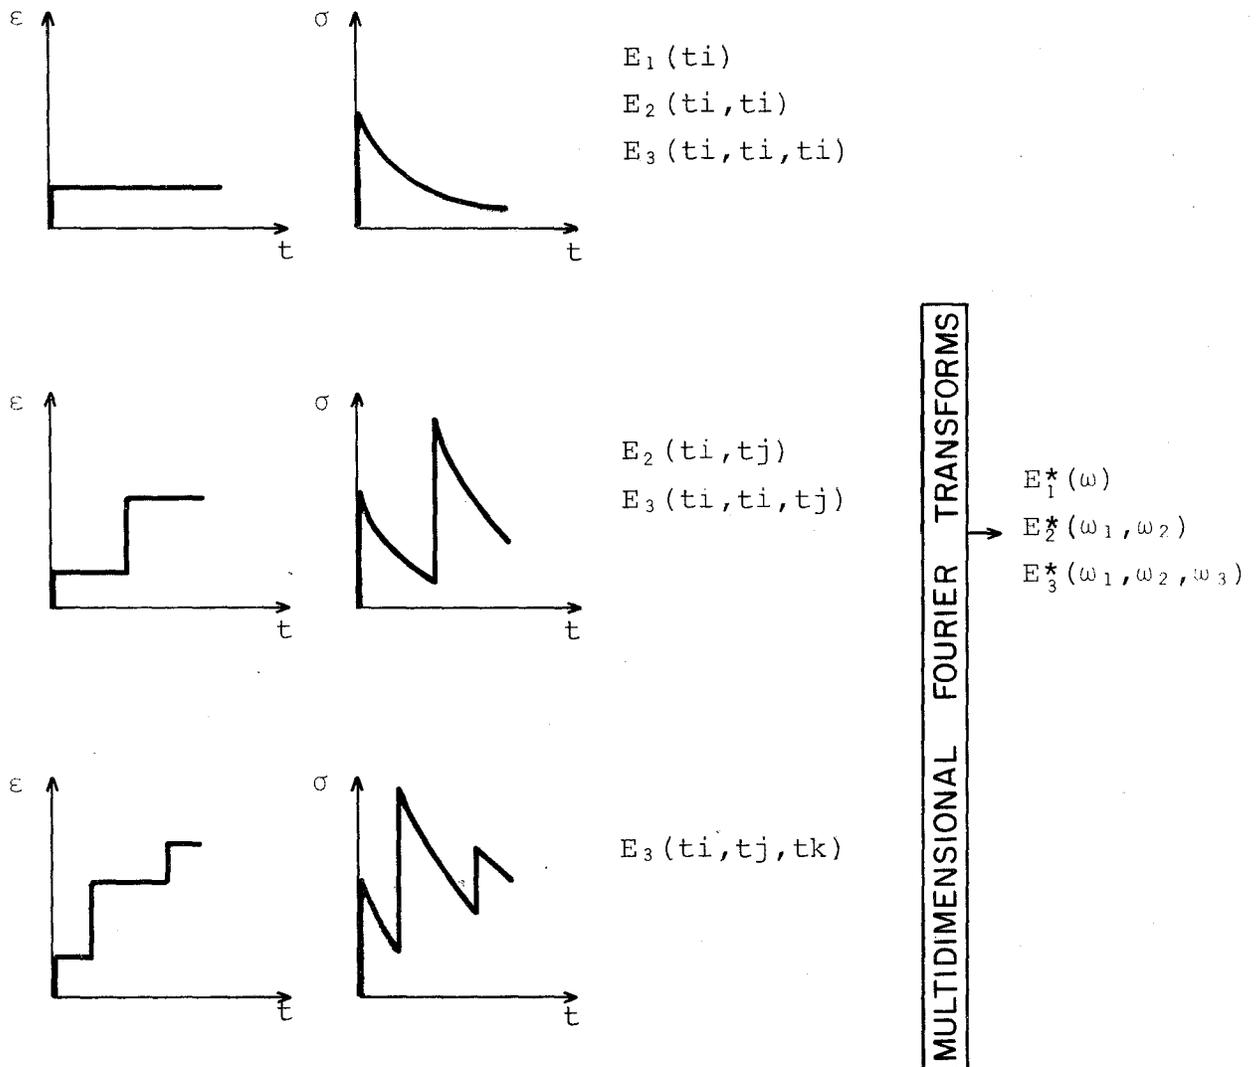 ε σ
E₁(ti)
E₂(ti,ti)
E₃(ti,ti,ti)
t t
ε σ
E₂(ti,tj)
E₃(ti,ti,tj)
t t
ε σ
E₃(ti,tj,tk)
t t
MULTIDIMENSIONAL FOURIER TRANSFORMS
E₁*(ω)
E₂*(ω₁,ω₂)
E₃*(ω₁,ω₂,ω₃)